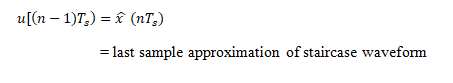 u[(n − 1)Tₛ) = x̂ (nTₛ)
= last sample approximation of staircase waveform